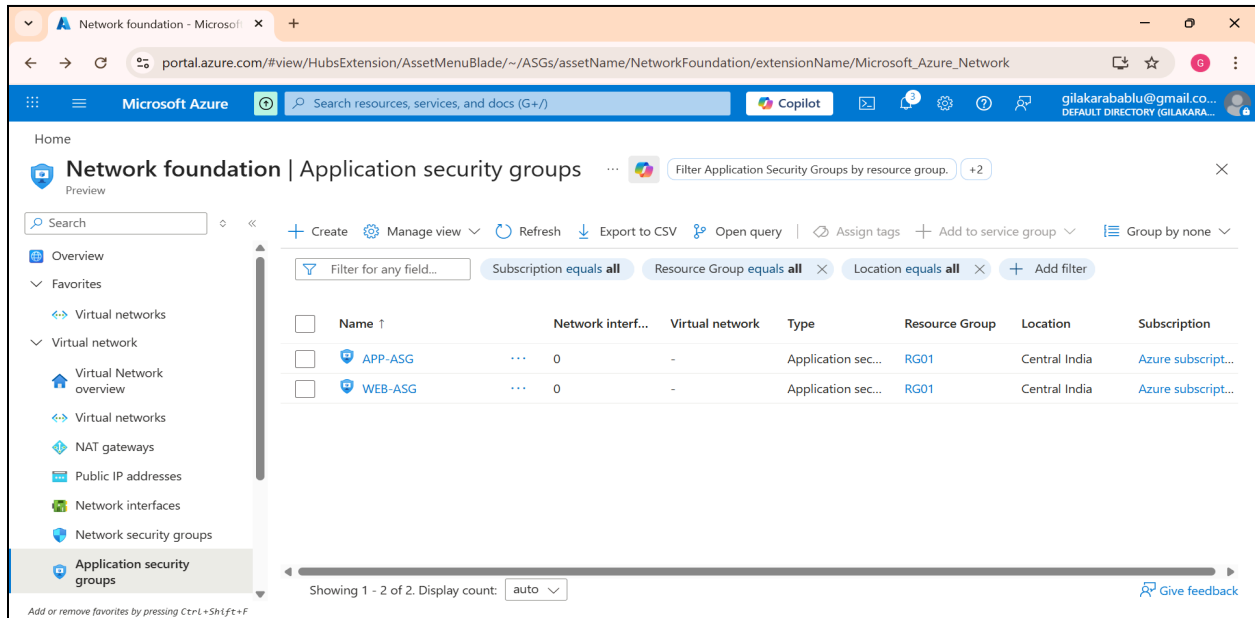 Network foundation - Microsof
portal.azure.com/#view/HubsExtension/AssetMenuBlade/~/ASGs/assetName/NetworkFoundation/extensionName/Microsoft_Azure_Network
G
Microsoft Azure
Search resources, services, and docs (G+/)
Copilot
3
gilakarabablu@gmail.co...
DEFAULT DIRECTORY (GILAKARA...
Home
Network foundation | Application security groups
Filter Application Security Groups by resource group.
+2
Preview
Search
Create
Manage view
Refresh
Export to CSV
Open query
Assign tags
Add to service group
Group by none
Overview
Favorites
Virtual networks
Virtual network
Virtual Network overview
Virtual networks
NAT gateways
Public IP addresses
Network interfaces
Network security groups
Application security groups
Add or remove favorites by pressing Ctrl+Shift+F
Filter for any field...
Subscription equals all
Resource Group equals all
Location equals all
Add filter
Name ↑ Network interf... Virtual network Type Resource Group Location Subscription
APP-ASG ... 0 - Application sec... RG01 Central India Azure subscript...
WEB-ASG ... 0 - Application sec... RG01 Central India Azure subscript...
Showing 1 - 2 of 2. Display count: auto
Give feedback